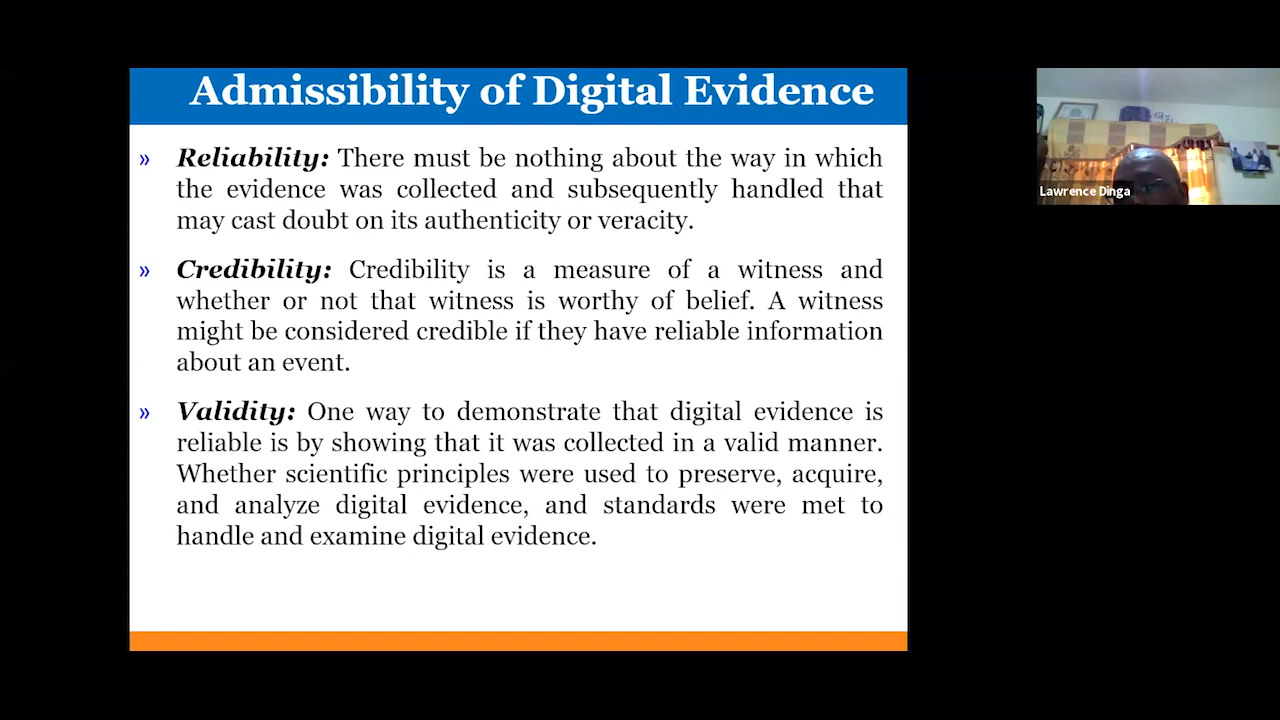 Admissibility of Digital Evidence
» Reliability: There must be nothing about the way in which
the evidence was collected and subsequently handled that
may cast doubt on its authenticity or veracity.
» Credibility: Credibility is a measure of a witness and
whether or not that witness is worthy of belief. A witness
might be considered credible if they have reliable information
about an event.
» Validity: One way to demonstrate that digital evidence is
reliable is by showing that it was collected in a valid manner.
Whether scientific principles were used to preserve, acquire,
and analyze digital evidence, and standards were met to
handle and examine digital evidence.
Lawrence Dinga